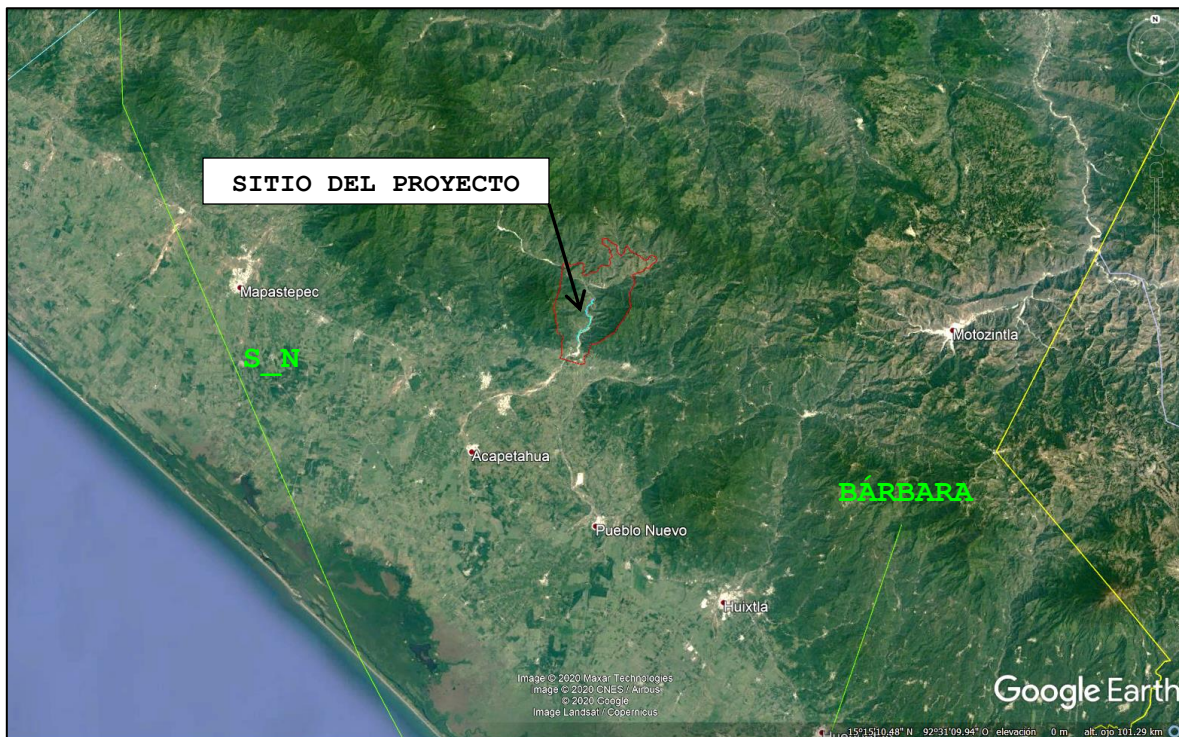 N
SITIO DEL PROYECTO
Mapastepec
Motozintla
S_N
Acapetahua
BÁRBARA
Pueblo Nuevo
Huixtla
Image © 2020 Maxar Technologies
Image © 2020 CNES / Airbus
© 2020 Google
Image Landsat / Copernicus
Google Earth
15°15'10.48" N 92°31'09.94" O elevación 0 m alt. ojo 101.29 km